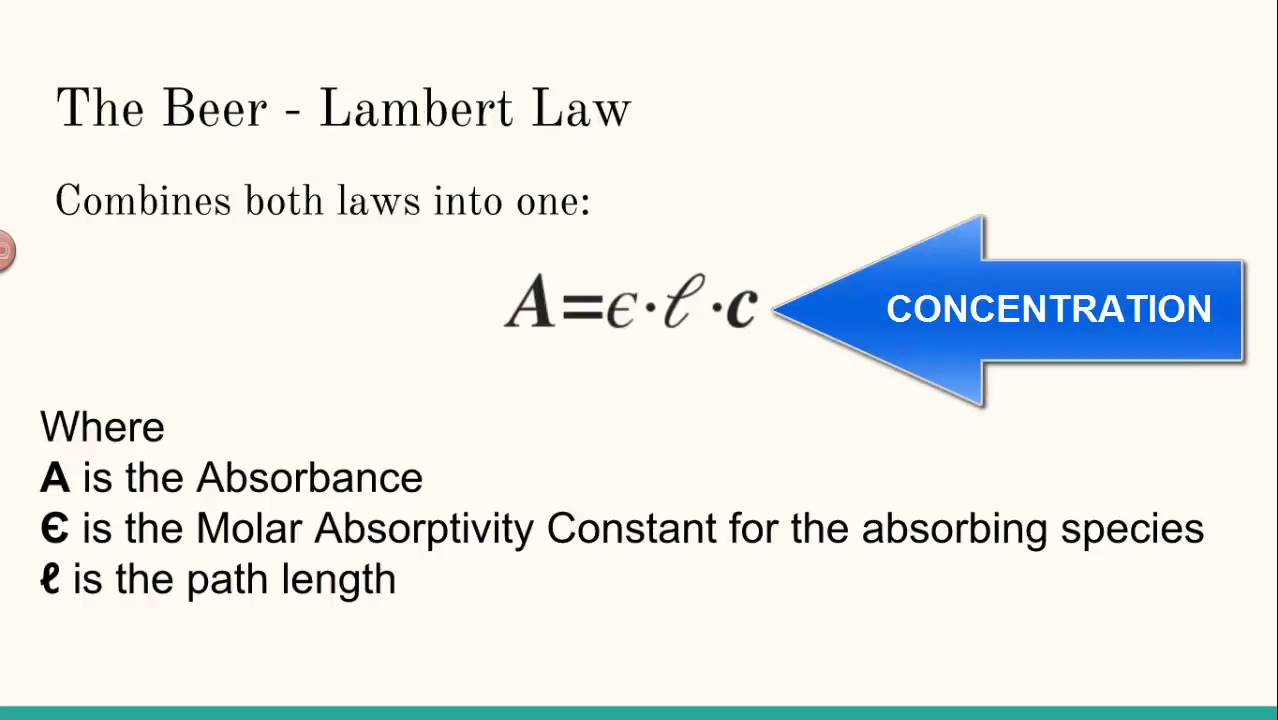 The Beer - Lambert Law
Combines both laws into one:
A=ϵ·ℓ·c
CONCENTRATION
Where
A is the Absorbance
Є is the Molar Absorptivity Constant for the absorbing species
ℓ is the path length